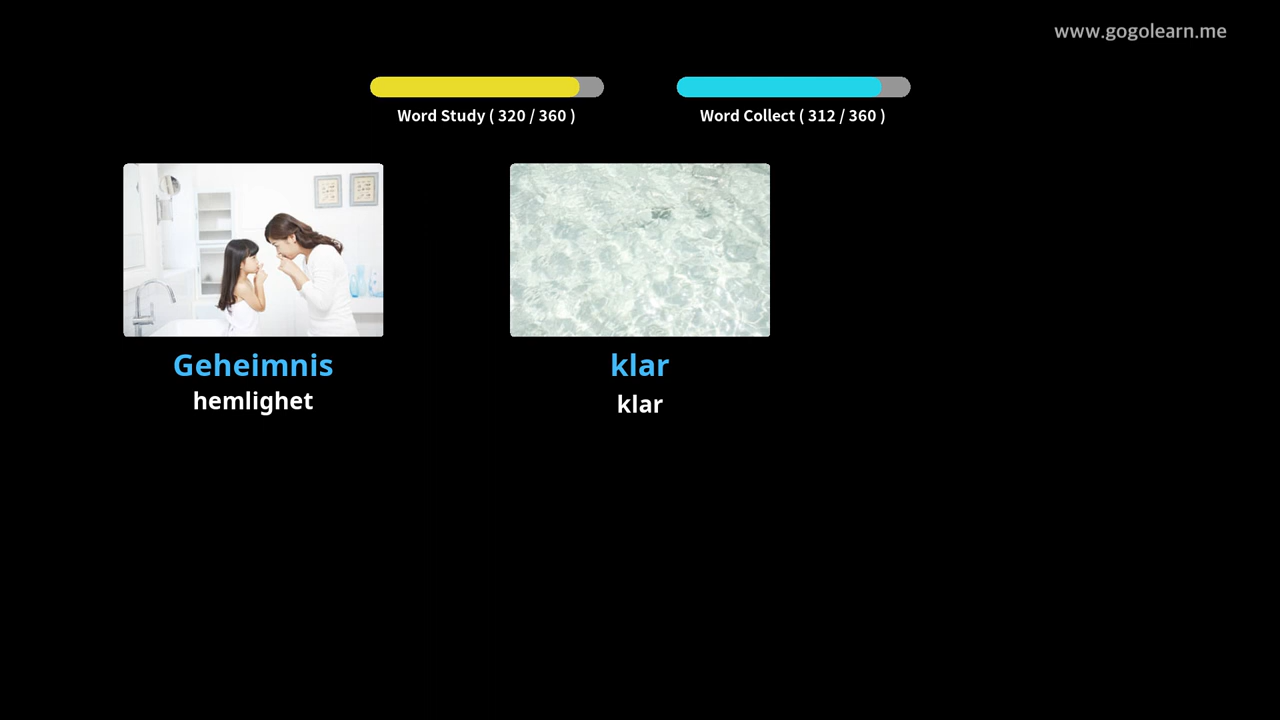 www.gogolearn.me
Word Study ( 320 / 360 )
Word Collect ( 312 / 360 )
Geheimnis
hemlighet
klar
klar